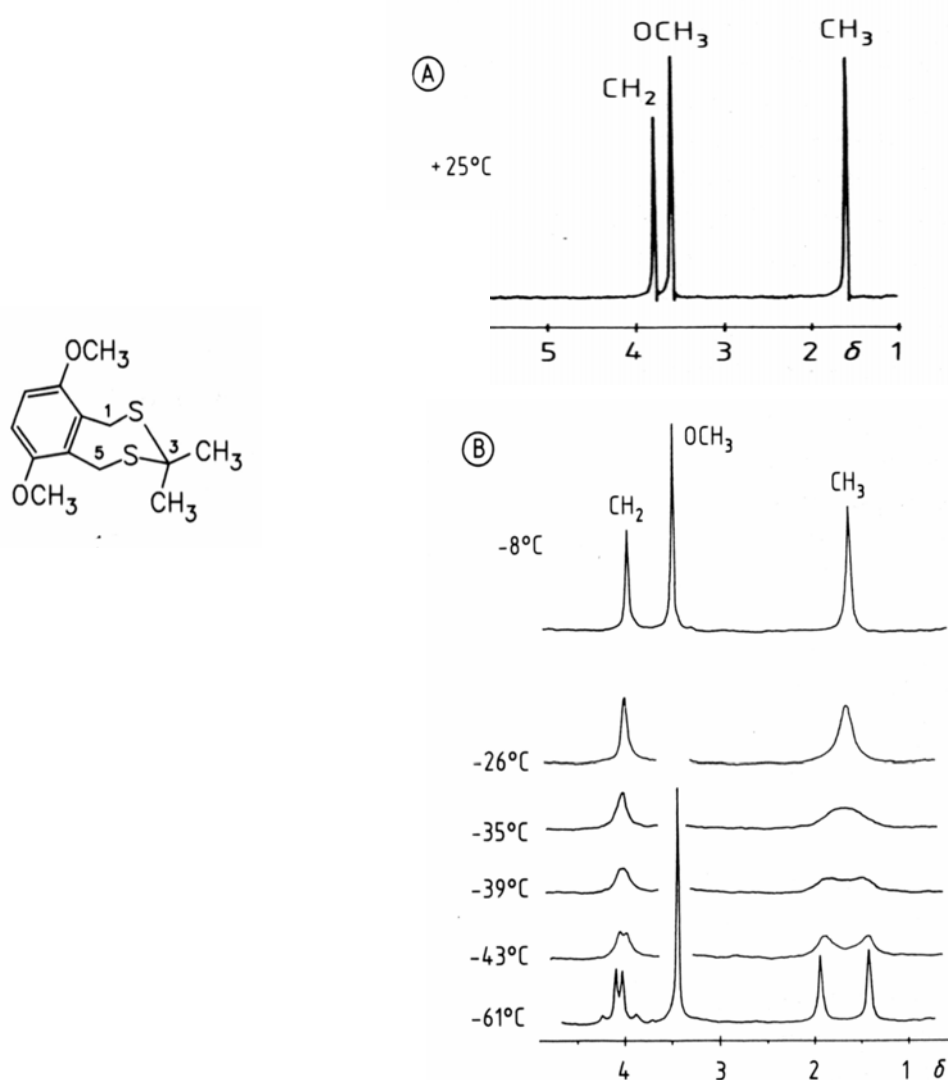 A
+25°C
CH₂
OCH₃
CH₃
5 4 3 2 δ 1
OCH₃
1
S
3
CH₃
5
S
OCH₃
CH₃
B
-8°C
CH₂
OCH₃
CH₃
-26°C
-35°C
-39°C
-43°C
-61°C
4 3 2 1 δ